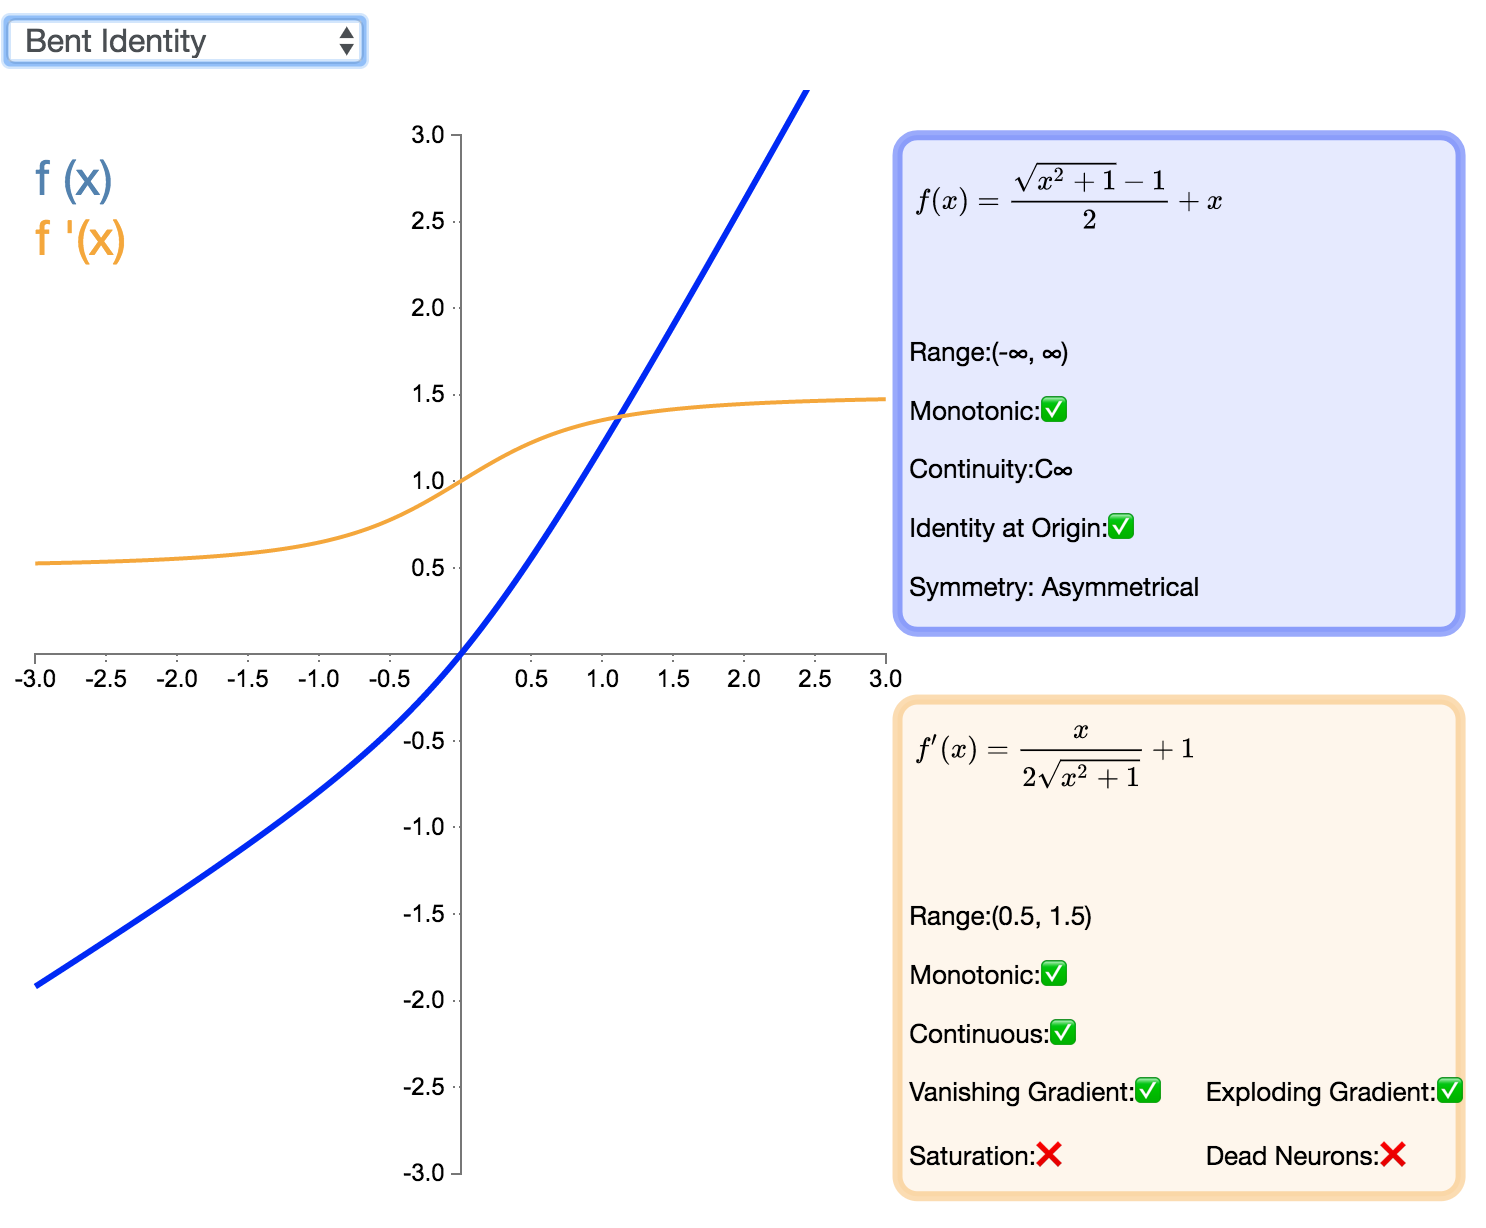 Bent Identity
f (x)
f '(x)
3.0
2.5
2.0
1.5
1.0
0.5
-3.0 -2.5 -2.0 -1.5 -1.0 -0.5 0.5 1.0 1.5 2.0 2.5 3.0
-0.5
-1.0
-1.5
-2.0
-2.5
-3.0
f(x) = \frac{\sqrt{x^2 + 1} - 1}{2} + x
Range:(-∞, ∞)
Monotonic:✅
Continuity:C∞
Identity at Origin:✅
Symmetry: Asymmetrical
f′(x) = \frac{x}{2\sqrt{x^2 + 1}} + 1
Range:(0.5, 1.5)
Monotonic:✅
Continuous:✅
Vanishing Gradient:✅ Exploding Gradient:✅
Saturation:❌ Dead Neurons:❌